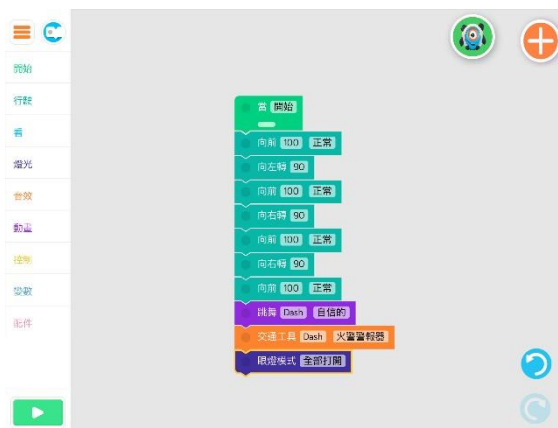 開始
行駛
看
燈光
音效
動畫
控制
變數
配件
當 開始
向前 100 正常
向左轉 90
向前 100 正常
向右轉 90
向前 100 正常
向右轉 90
向前 100 正常
跳舞 Dash 自信的
交通工具 Dash 火警警報器
眼燈模式 全部打開